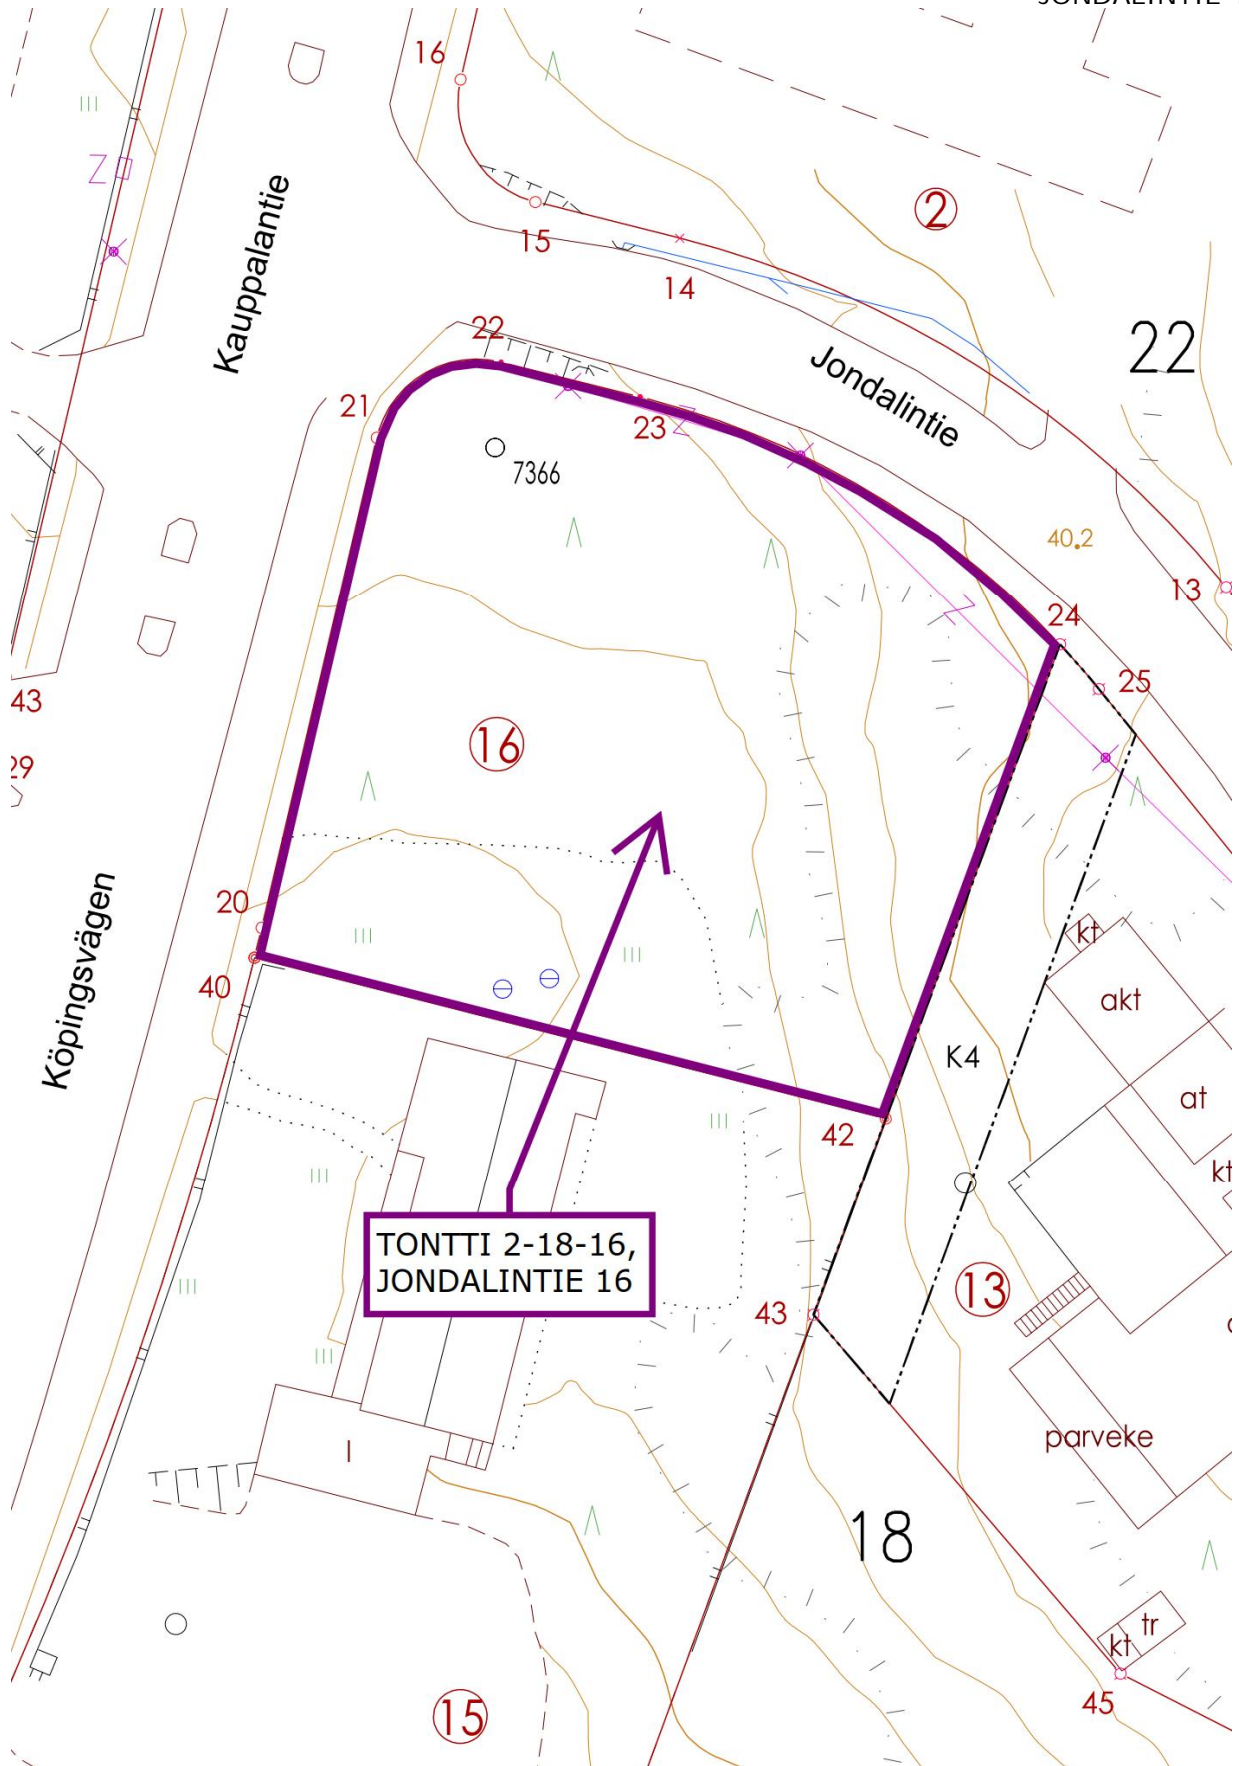 JONDALINTIE
16
Z
15
14
2
22
Kauppalantie
22
Jondalintie
21
23
7366
40.2
13
24
25
43
16
29
20
40
Köpingsvägen
kt
akt
K4
at
42
kt
TONTTI 2-18-16,
JONDALINTIE 16
13
43
I
parveke
18
tr
kt
45
15